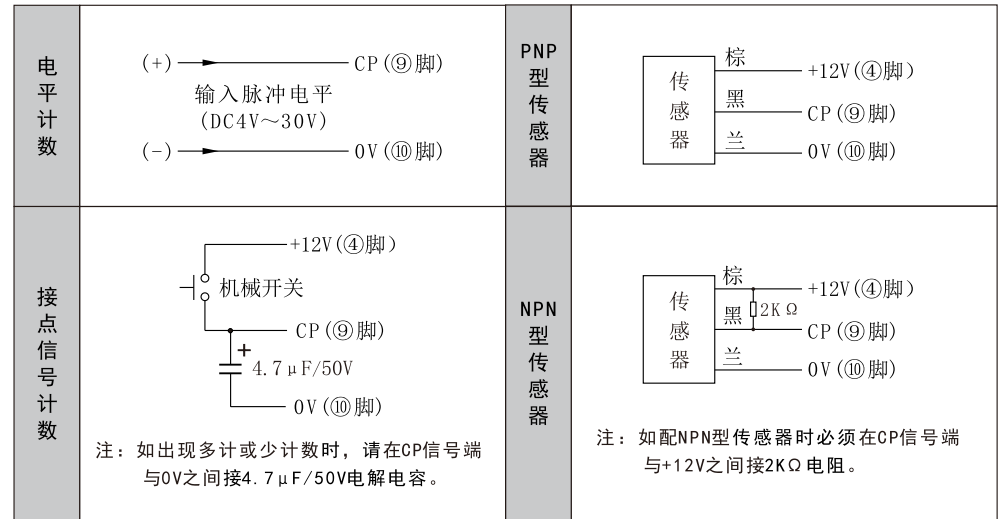 电平计数
(+) CP(⑨脚)
输入脉冲电平
(DC4V～30V)
(-) 0V(⑩脚)
PNP型传感器
传感器
棕 +12V(④脚)
黑 CP(⑨脚)
兰 0V(⑩脚)
接点信号计数
+12V(④脚)
机械开关
CP(⑨脚)
+
4.7μF/50V
0V(⑩脚)
注：如出现多计或少计数时，请在CP信号端
与0V之间接4.7μF/50V电解电容。
NPN型传感器
传感器
棕 +12V(④脚)
2KΩ
黑 CP(⑨脚)
兰 0V(⑩脚)
注：如配NPN型传感器时必须在CP信号端
与+12V之间接2KΩ电阻。